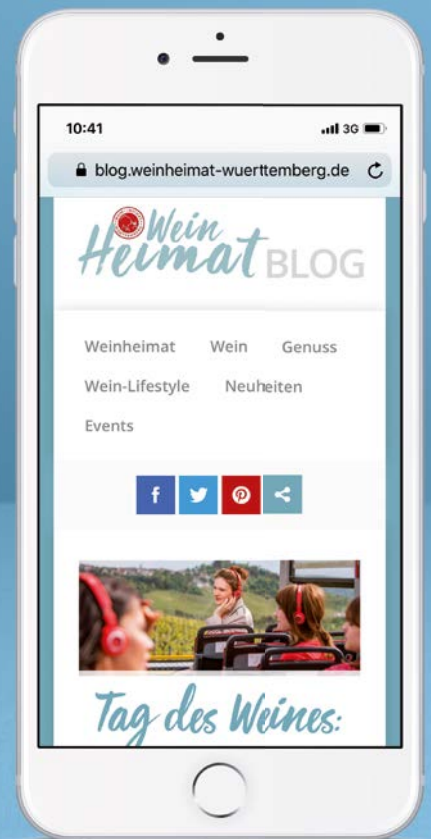 10:41
3G
blog.weinheimat-wuerttemberg.de
Wein
Heimat BLOG
Weinheimat Wein Genuss
Wein-Lifestyle Neuheiten
Events
Tag des Weines: